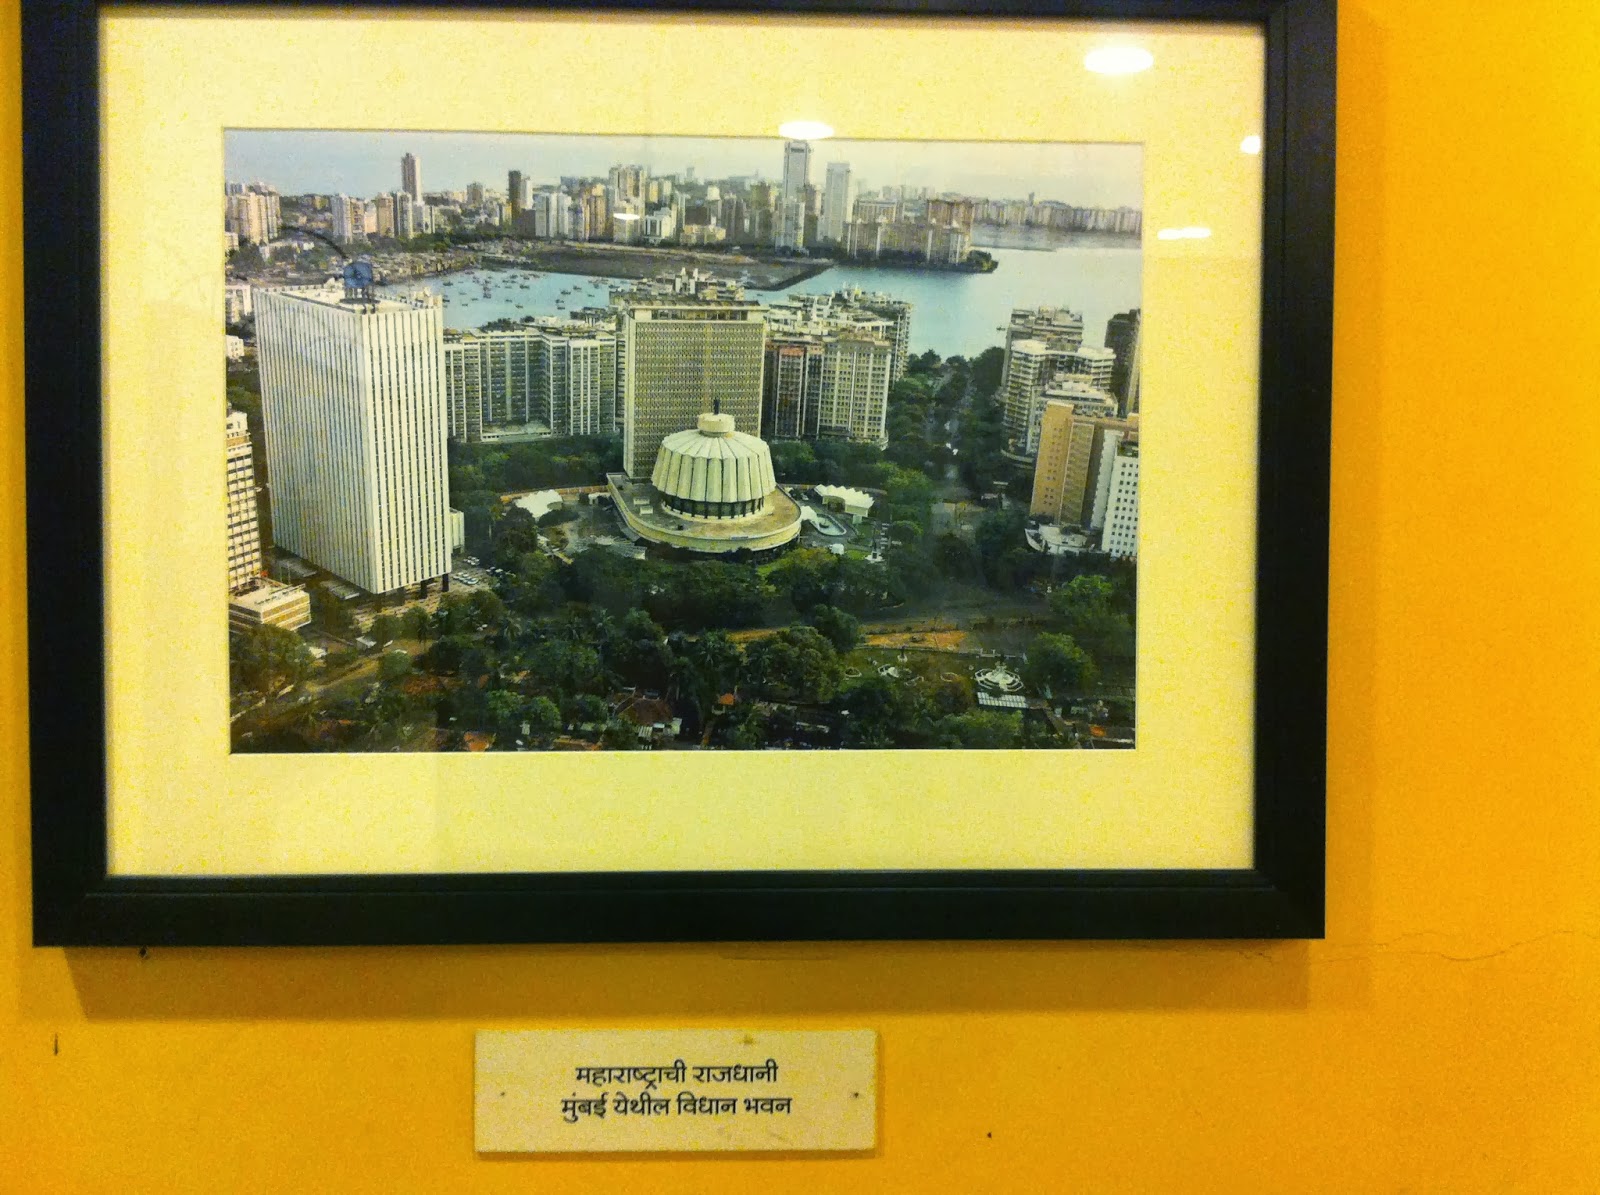 महाराष्ट्राची राजधानी
मुंबई येथील विधान भवन